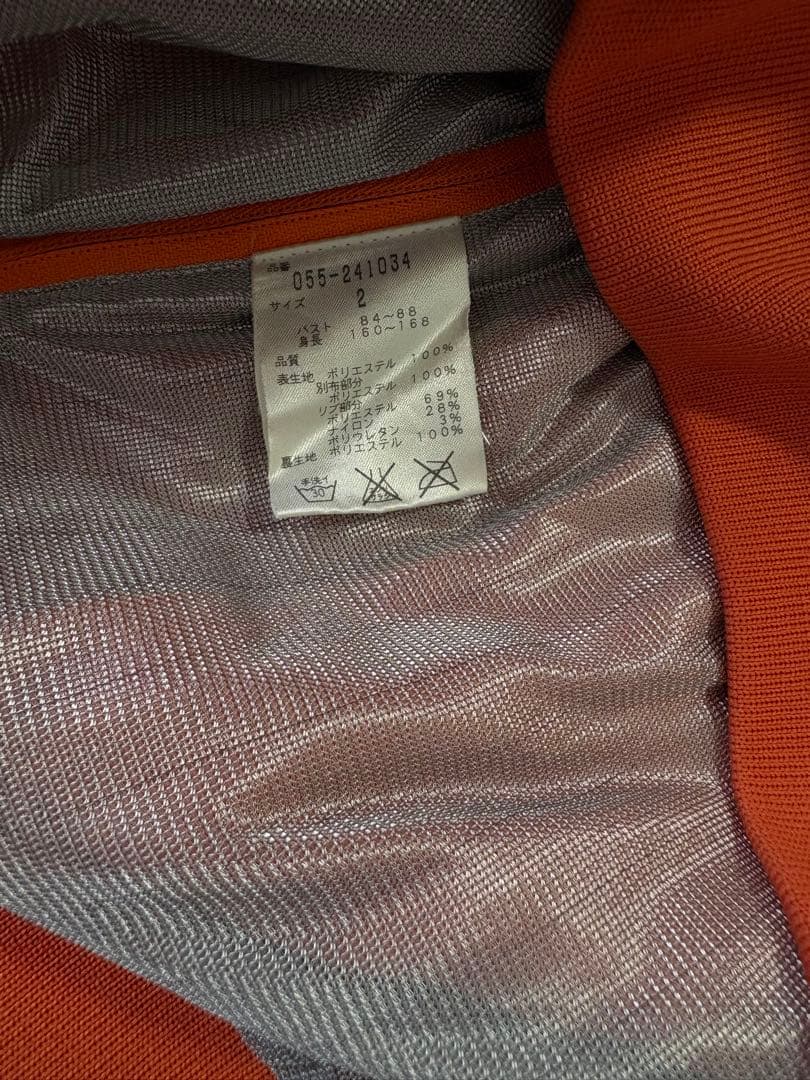 品番
055-241034
サイズ 2
バスト 84〜88
身長 160〜168
品質
表生地 ポリエステル 100%
別布部分
ポリエステル 100%
リブ部分
ポリエステル 69%
ナイロン 28%
ポリウレタン 3%
裏生地 ポリエステル 100%
手洗イ
30